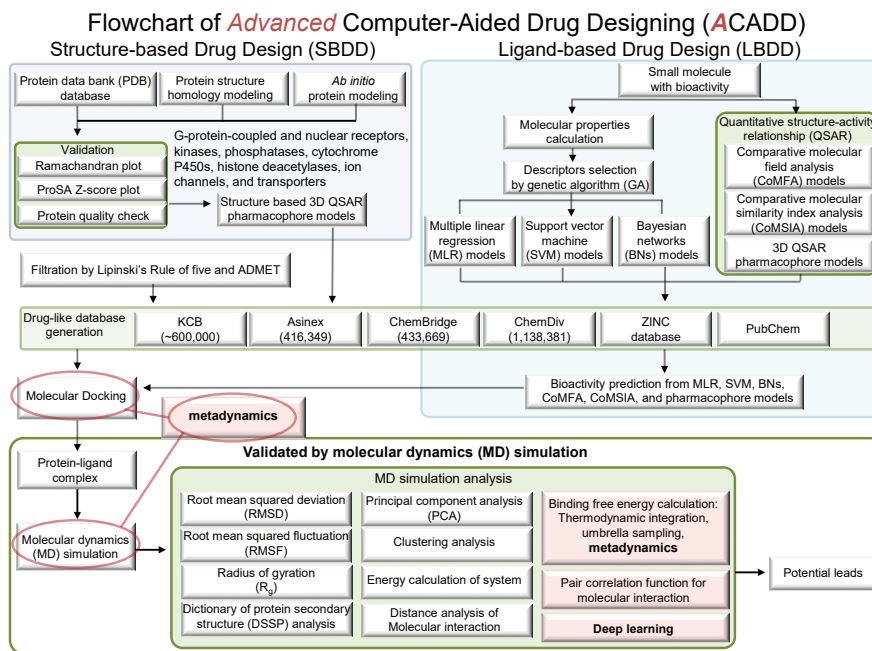 Flowchart of Advanced Computer-Aided Drug Designing (ACADD)
Structure-based Drug Design (SBDD)
Protein data bank (PDB)
database
Protein structure
homology modeling
Ab initio
protein modeling
Validation
Ramachandran plot
ProSA Z-score plot
Protein quality check
G-protein-coupled and nuclear receptors,
kinases, phosphatases, cytochrome
P450s, histone deacetylases, ion
channels, and transporters
Structure based 3D QSAR
pharmacophore models
Ligand-based Drug Design (LBDD)
Small molecule
with bioactivity
Molecular properties
calculation
Descriptors selection
by genetic algorithm (GA)
Multiple linear
regression
(MLR) models
Support vector
machine
(SVM) models
Bayesian
networks
(BNs) models
Quantitative structure-activity
relationship (QSAR)
Comparative molecular
field analysis
(CoMFA) models
Comparative molecular
similarity index analysis
(CoMSIA) models
3D QSAR
pharmacophore models
Filtration by Lipinski's Rule of five and ADMET
Drug-like database
generation
KCB
(~600,000)
Asinex
(416,349)
ChemBridge
(433,669)
ChemDiv
(1,138,381)
ZINC
database
PubChem
Molecular Docking
metadynamics
Bioactivity prediction from MLR, SVM, BNs,
CoMFA, CoMSIA, and pharmacophore models
Validated by molecular dynamics (MD) simulation
Protein-ligand
complex
Molecular dynamics
(MD) simulation
MD simulation analysis
Root mean squared deviation
(RMSD)
Root mean squared fluctuation
(RMSF)
Radius of gyration
(Rg)
Dictionary of protein secondary
structure (DSSP) analysis
Principal component analysis
(PCA)
Clustering analysis
Energy calculation of system
Distance analysis of
Molecular interaction
Binding free energy calculation:
Thermodynamic integration,
umbrella sampling,
metadynamics
Pair correlation function for
molecular interaction
Deep learning
Potential leads